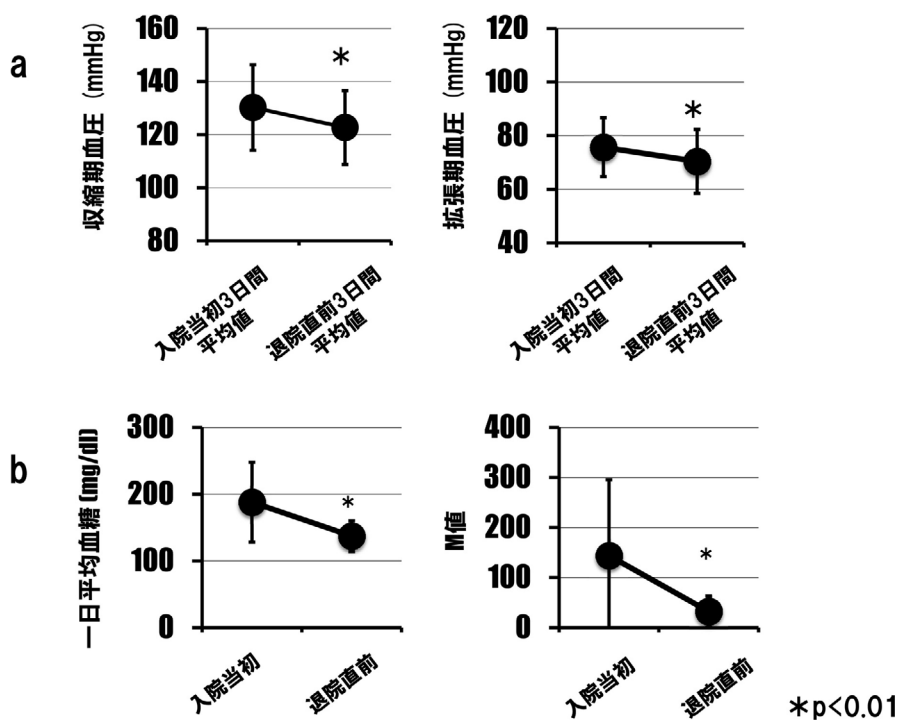 a
収縮期血圧 (mmHg)
160
140
120
100
80
*
入院当初3日間
平均値
退院直前3日間
平均値
拡張期血圧 (mmHg)
120
100
80
60
40
*
入院当初3日間
平均値
退院直前3日間
平均値
b
一日平均血糖 (mg/dl)
300
200
100
0
*
入院当初
退院直前
M値
400
300
200
100
0
*
入院当初
退院直前
*p<0.01